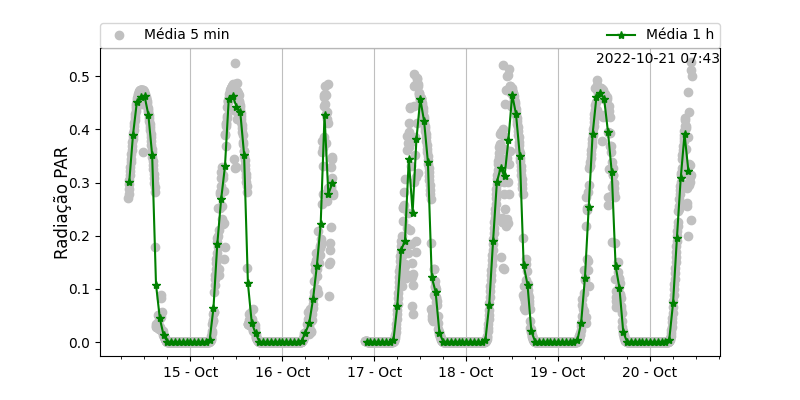 Média 5 min
Média 1 h
2022-10-21 07:43
Radiação PAR
0.5
0.4
0.3
0.2
0.1
0.0
15 - Oct
16 - Oct
17 - Oct
18 - Oct
19 - Oct
20 - Oct